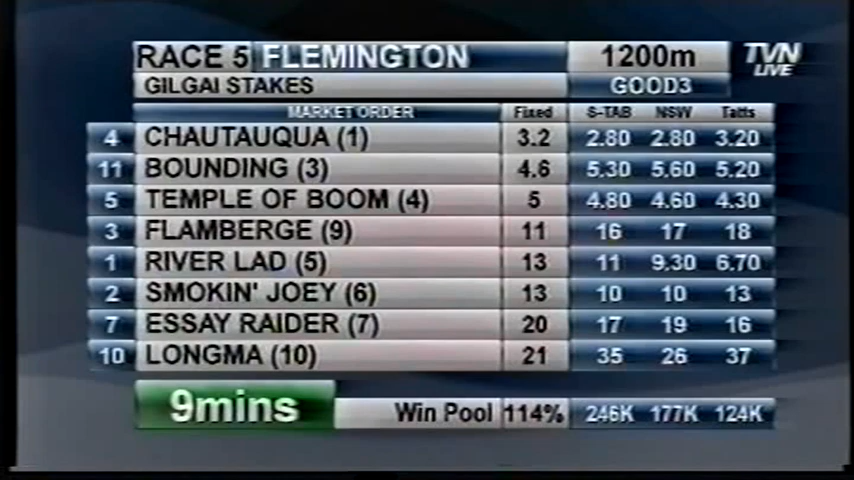 RACE 5 FLEMINGTON 1200m TVN LIVE
GILGAI STAKES GOOD3
MARKET ORDER Fixed S-TAB NSW Tatts
4 CHAUTAUQUA (1) 3.2 2.80 2.80 3.20
11 BOUNDING (3) 4.6 5.30 5.60 5.20
5 TEMPLE OF BOOM (4) 5 4.80 4.60 4.30
3 FLAMBERGE (9) 11 16 17 18
1 RIVER LAD (5) 13 11 9.30 6.70
2 SMOKIN' JOEY (6) 13 10 10 13
7 ESSAY RAIDER (7) 20 17 19 16
10 LONGMA (10) 21 35 26 37
9mins Win Pool 114% 246K 177K 124K